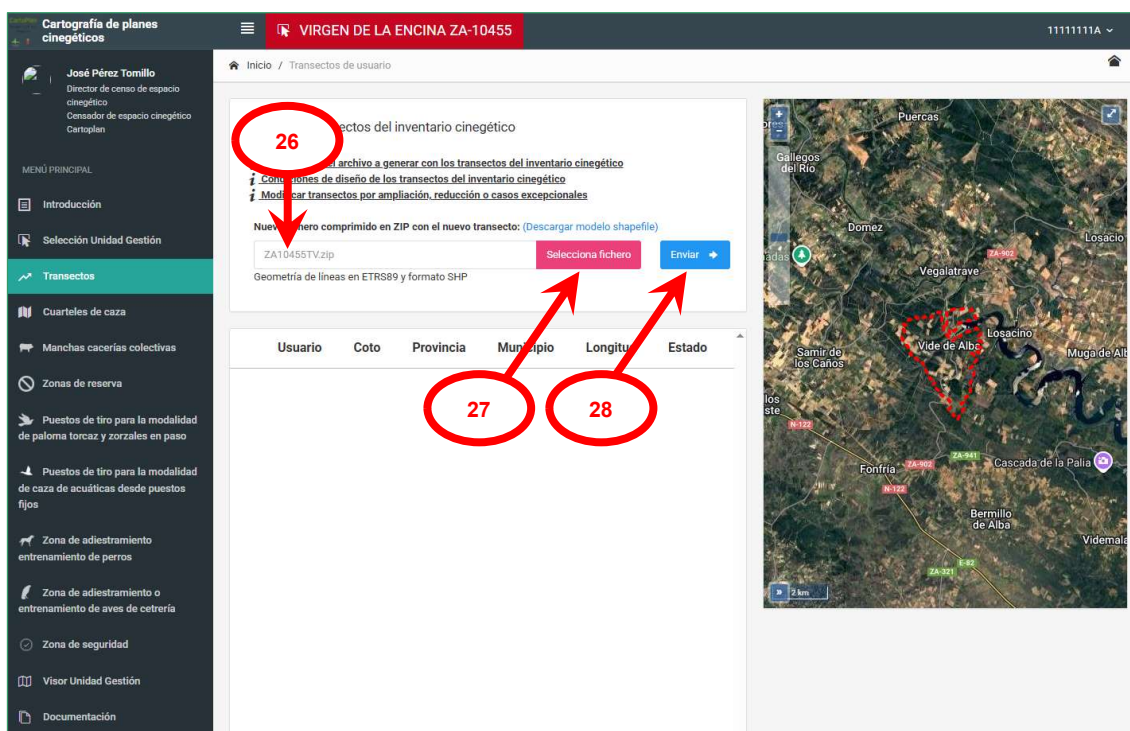 Cartografía de planes
cinegéticos
VIRGEN DE LA ENCINA ZA-10455
11111111A
José Pérez Tomillo
Director de censo de espacio
cinegético
Censador de espacio cinegético
Cartoplan
MENÚ PRINCIPAL
Introducción
Selección Unidad Gestión
Transectos
Cuarteles de caza
Manchas cacerías colectivas
Zonas de reserva
Puestos de tiro para la modalidad
de paloma torcaz y zorzales en paso
Puestos de tiro para la modalidad
de caza de acuáticas desde puestos
fijos
Zona de adiestramiento
entrenamiento de perros
Zona de adiestramiento o
entrenamiento de aves de cetrería
Zona de seguridad
Visor Unidad Gestión
Documentación
Inicio / Transectos de usuario
del inventario cinegético
26
archivo a generar con los transectos del inventario cinegético
de diseño de los transectos del inventario cinegético
transectos por ampliación, reducción o casos excepcionales
comprimido en ZIP con el nuevo transecto: (Descargar modelo shapefile)
ZA10455TV.zip
Selecciona fichero
Enviar
Geometría de líneas en ETRS89 y formato SHP
Usuario Coto Provincia Municipio Estado
27
28
+
−
Puercas
Gallegos
del Río
Domez
Losacio
ZA-902
Vegalatrave
Losacino
Vide de Alba
Muga de Al
Samir de
los Caños
N-122
ZA-941
Cascada de la Palia
Fonfría
ZA-902
N-122
Bermillo
de Alba
Videmala
E-82
ZA-321
» 2 km